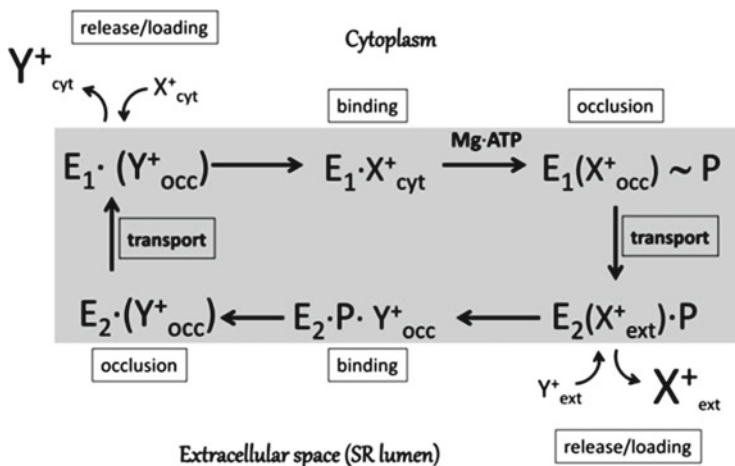 release/loading
Cytoplasm
Y⁺cyt
X⁺cyt
binding
occlusion
Mg·ATP
E₁· (Y⁺occ)
E₁·X⁺cyt
E₁(X⁺occ) ~ P
transport
transport
E₂·(Y⁺occ)
E₂·P· Y⁺occ
E₂(X⁺ext)·P
occlusion
binding
Y⁺ext
X⁺ext
Extracellular space (SR lumen)
release/loading